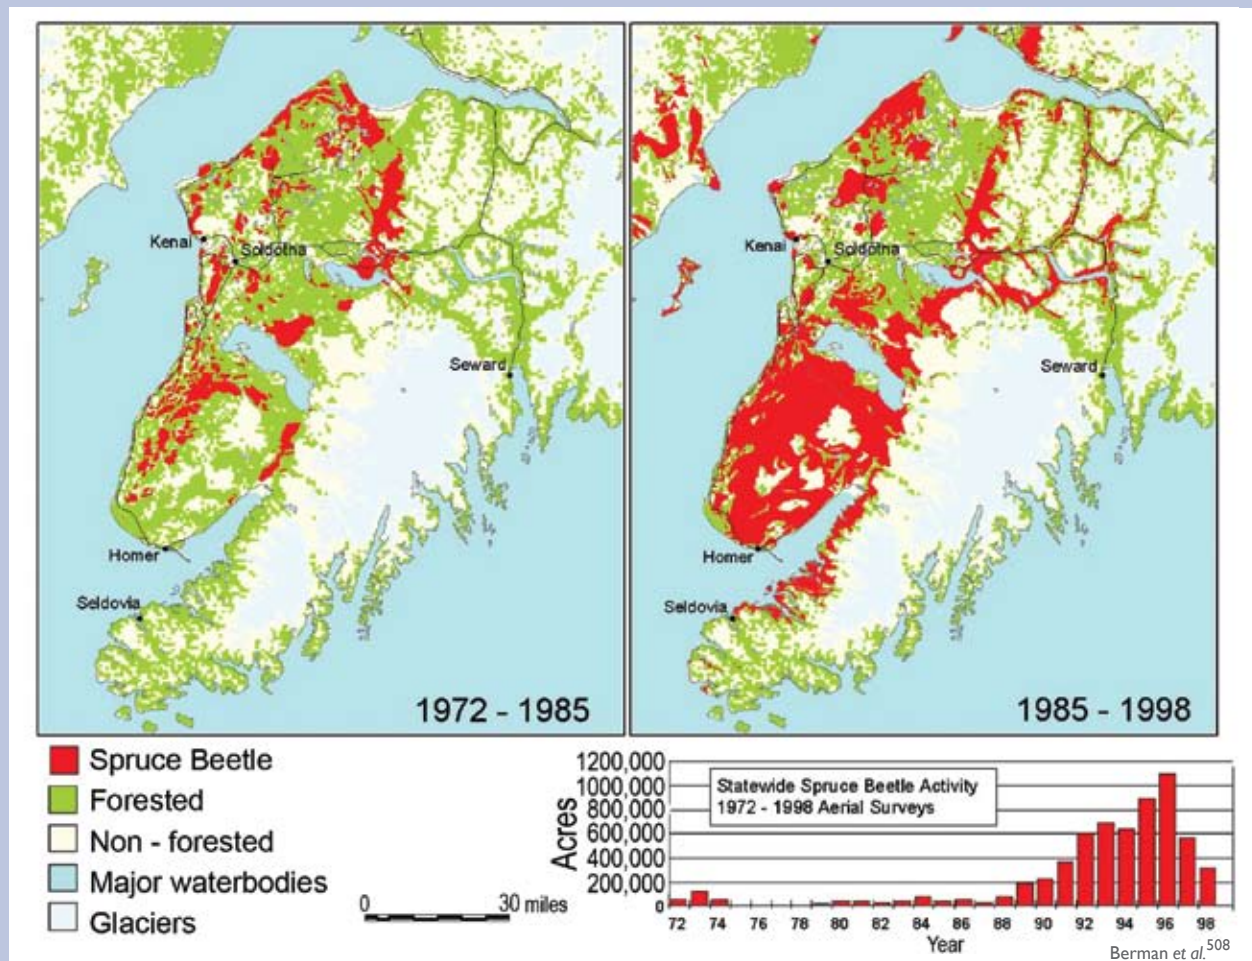 Kenai
Soldotna
Seward
Homer
Seldovia
1972 - 1985
Kenai
Soldotna
Seward
Homer
Seldovia
1985 - 1998
Spruce Beetle
Forested
Non - forested
Major waterbodies
Glaciers
0 30 miles
Statewide Spruce Beetle Activity
1972 - 1998 Aerial Surveys
Acres
1200,000
1000,000
800,000
600,000
400,000
200,000
0
72 74 76 78 80 82 84 86 88 90 92 94 96 98
Year
Berman et al.508